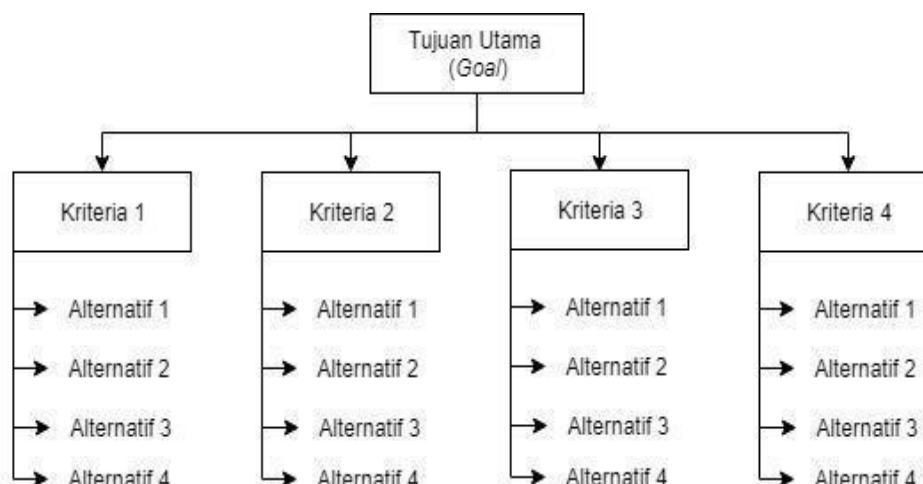 Tujuan Utama
(Goal)
Kriteria 1
Kriteria 2
Kriteria 3
Kriteria 4
Alternatif 1
Alternatif 1
Alternatif 1
Alternatif 1
Alternatif 2
Alternatif 2
Alternatif 2
Alternatif 2
Alternatif 3
Alternatif 3
Alternatif 3
Alternatif 3
Alternatif 4
Alternatif 4
Alternatif 4
Alternatif 4